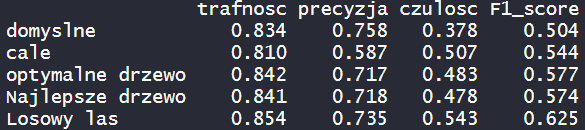 trafnosc precyzja czulosc F1_score
domyslne 0.834 0.758 0.378 0.504
cale 0.810 0.587 0.507 0.544
optymalne drzewo 0.842 0.717 0.483 0.577
Najlepsze drzewo 0.841 0.718 0.478 0.574
Losowy las 0.854 0.735 0.543 0.625